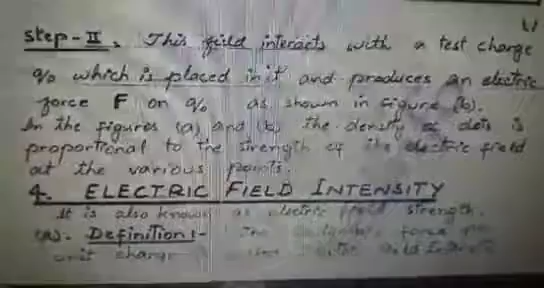 Step-II. This field interacts with a test charge
q/o which is placed in it and produces an electric
force F on q/o as shown in figure (b).
In the figures (a) and (b) the density of dots is
proportional to the strength of the electric field
at the various points.
4. ELECTRIC FIELD INTENSITY
It is also known as electric field strength.
(a). Definition:- The force
unit charge